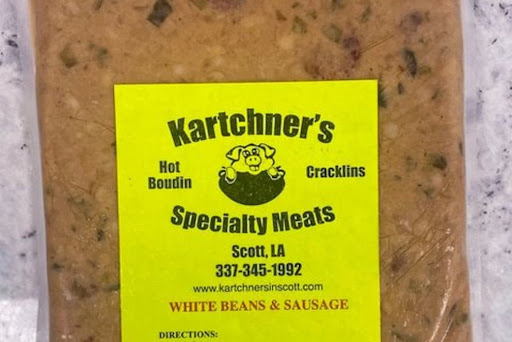 Kartchner's
Hot
Boudin
Cracklins
Specialty Meats
Scott, LA
337-345-1992
www.kartchnersinscott.com
WHITE BEANS & SAUSAGE
DIRECTIONS: